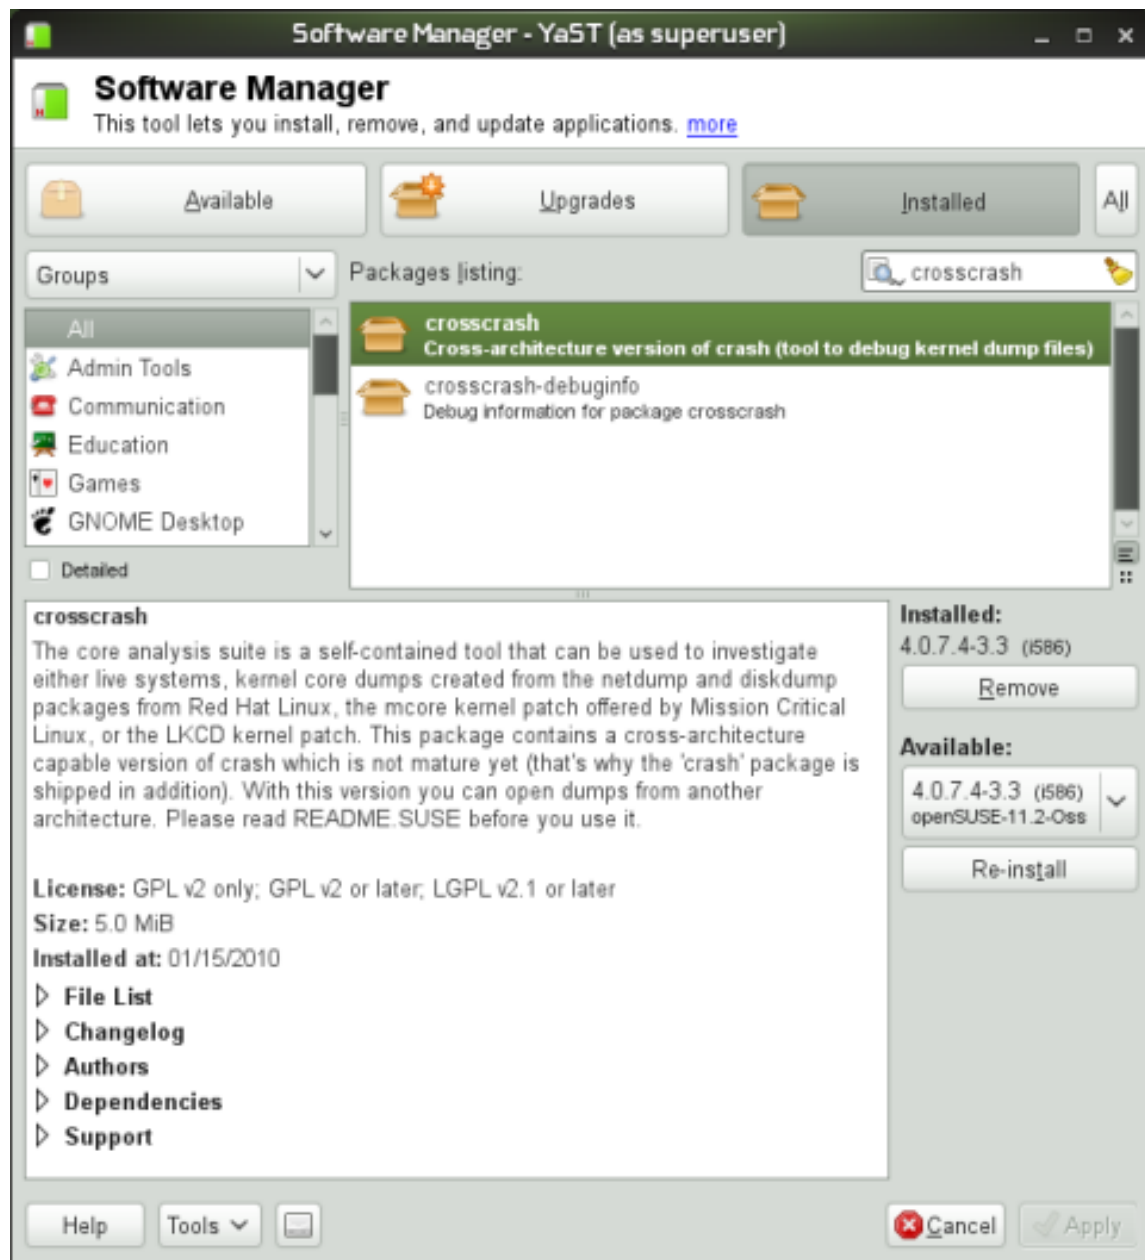 Software Manager - YaST (as superuser)
Software Manager
This tool lets you install, remove, and update applications. more
Available
Upgrades
Installed
All
Groups
Packages listing:
crosscrash
All
Admin Tools
Communication
Education
Games
GNOME Desktop
Detailed
crosscrash
Cross-architecture version of crash (tool to debug kernel dump files)
crosscrash-debuginfo
Debug information for package crosscrash
crosscrash
The core analysis suite is a self-contained tool that can be used to investigate
either live systems, kernel core dumps created from the netdump and diskdump
packages from Red Hat Linux, the mcore kernel patch offered by Mission Critical
Linux, or the LKCD kernel patch. This package contains a cross-architecture
capable version of crash which is not mature yet (that's why the 'crash' package is
shipped in addition). With this version you can open dumps from another
architecture. Please read README.SUSE before you use it.
License: GPL v2 only; GPL v2 or later; LGPL v2.1 or later
Size: 5.0 MiB
Installed at: 01/15/2010
File List
Changelog
Authors
Dependencies
Support
Installed:
4.0.7.4-3.3 (i586)
Remove
Available:
4.0.7.4-3.3 (i586)
openSUSE-11.2-Oss
Re-install
Help
Tools
Cancel
Apply